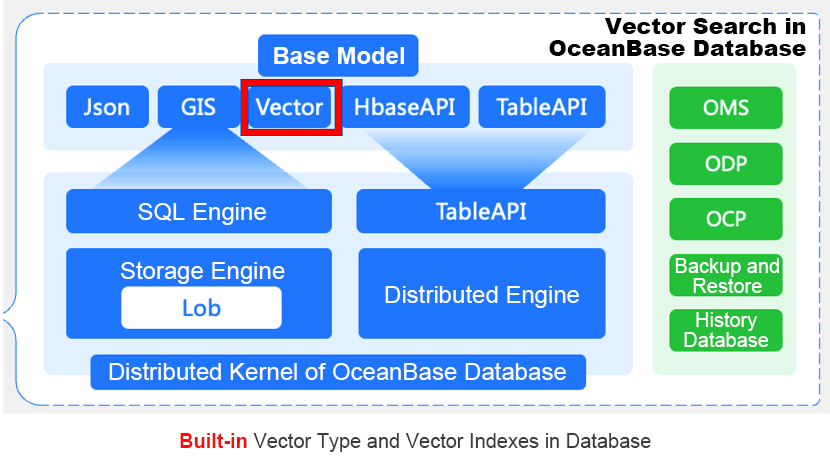 Vector Search in
OceanBase Database
Base Model
Json
GIS
Vector
HbaseAPI
TableAPI
SQL Engine
TableAPI
Storage Engine
Lob
Distributed Engine
Distributed Kernel of OceanBase Database
OMS
ODP
OCP
Backup and
Restore
History
Database
Built-in Vector Type and Vector Indexes in Database